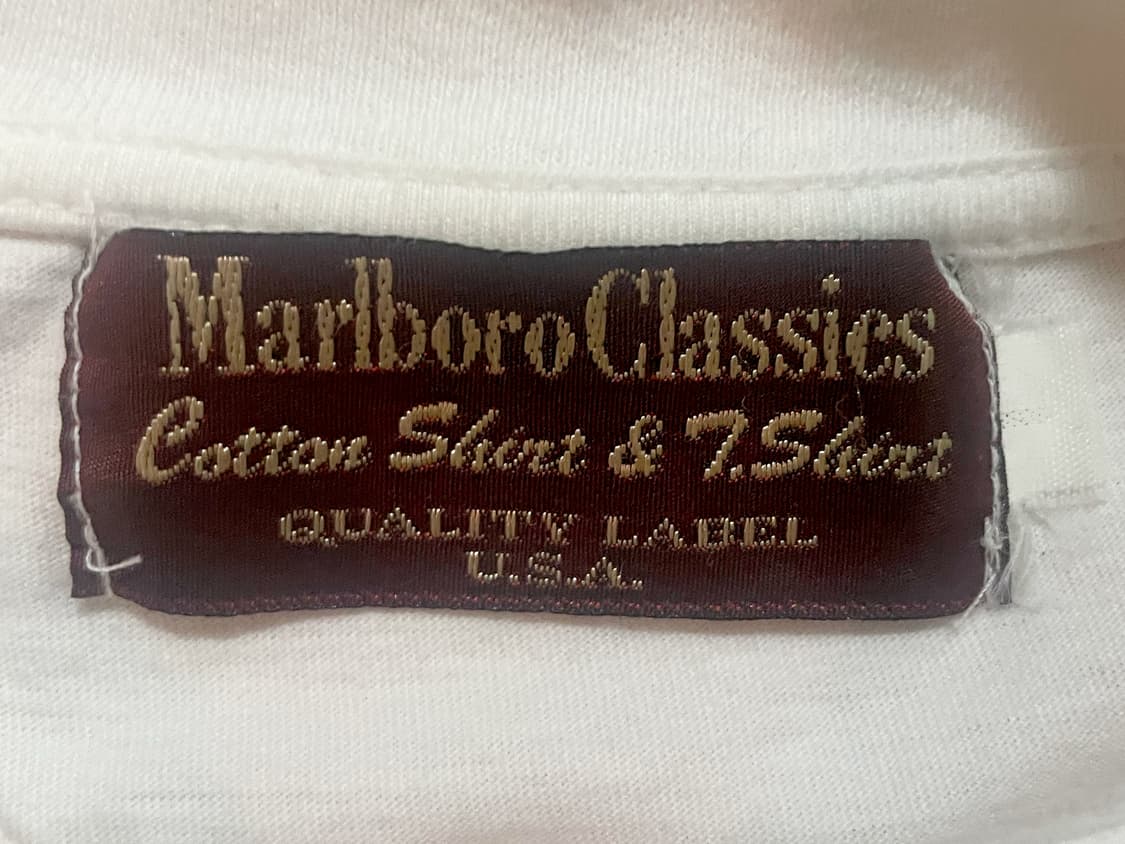 Marlboro Classics
Cotton Shirt & T.Shirt
QUALITY LABEL
U.S.A.